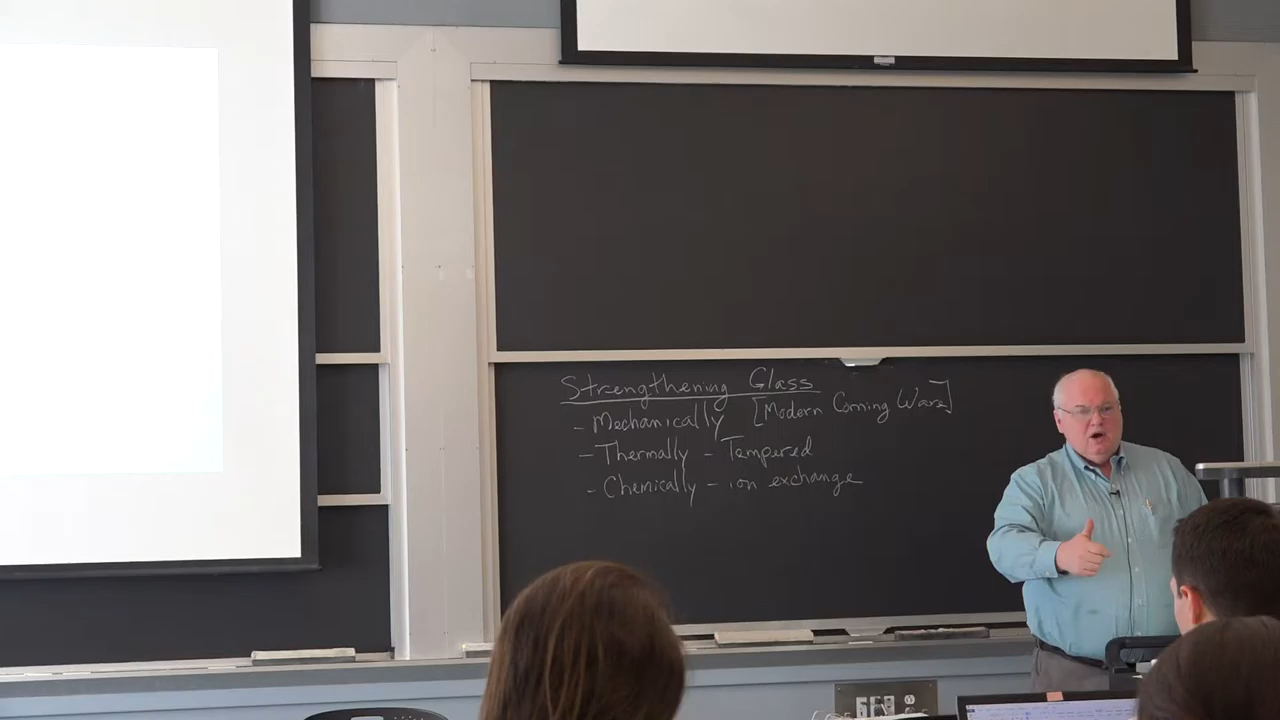 Strengthening Glass
- Mechanically [Modern Corning Ware]
- Thermally - Tempered
- Chemically - ion exchange